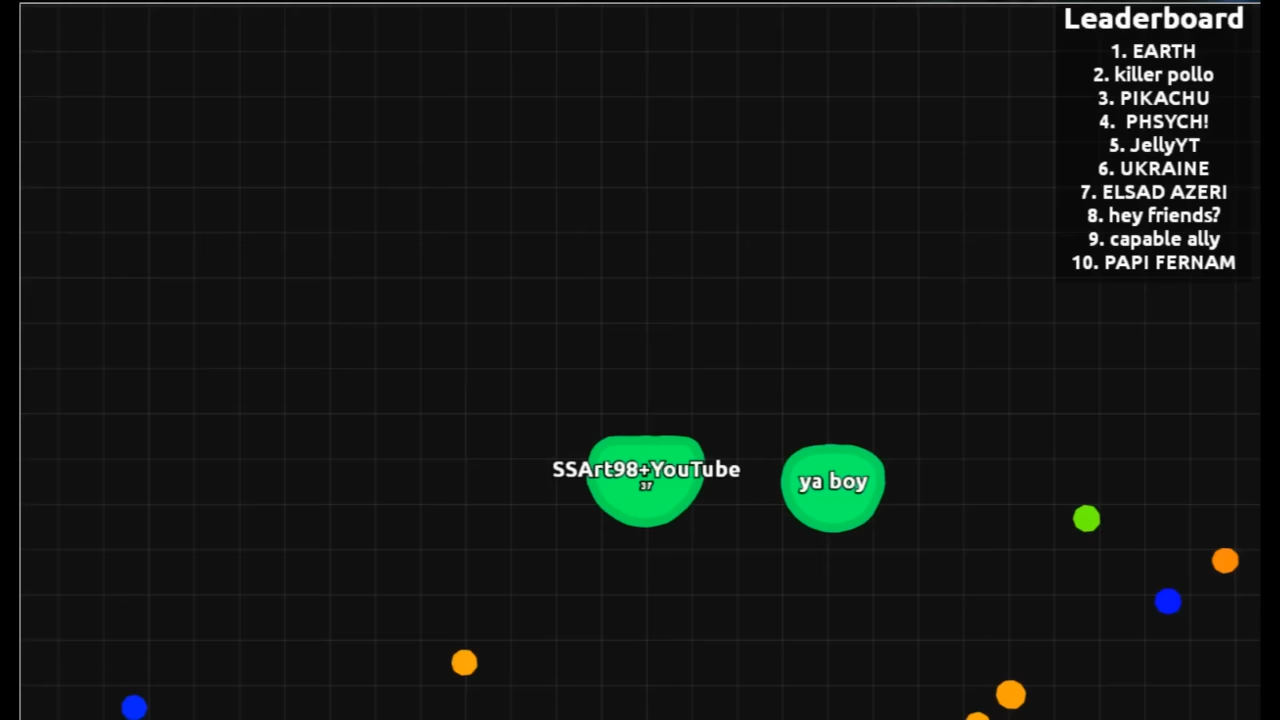 Leaderboard
1. EARTH
2. killer pollo
3. PIKACHU
4.  PHSYCH!
5. JellyYT
6. UKRAINE
7. ELSAD AZERI
8. hey friends?
9. capable ally
10. PAPI FERNAM
SSArt98+YouTube
37
ya boy